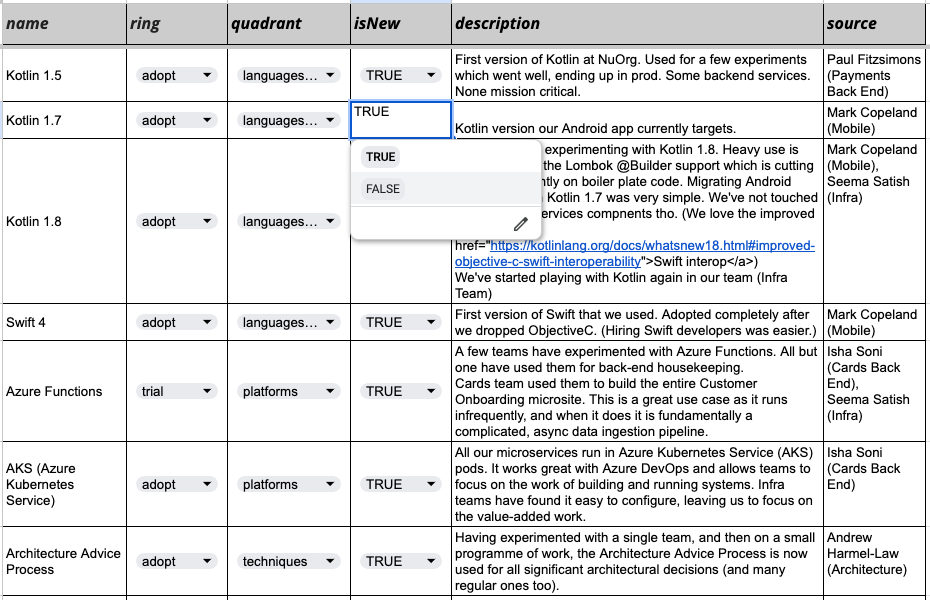 name ring quadrant isNew description source
Kotlin 1.5 adopt languages... TRUE
First version of Kotlin at NuOrg. Used for a few experiments
which went well, ending up in prod. Some backend services.
None mission critical.
Paul Fitzsimons
(Payments
Back End)
Kotlin 1.7 adopt languages... TRUE
Kotlin version our Android app currently targets.
Mark Copeland
(Mobile)
TRUE
FALSE
Kotlin 1.8 adopt languages...
experimenting with Kotlin 1.8. Heavy use is
the Lombok @Builder support which is cutting
ntly on boiler plate code. Migrating Android
Kotlin 1.7 was very simple. We've not touched
ervices compnents tho. (We love the improved
href="https://kotlinlang.org/docs/whatsnew18.html#improved-
objective-c-swift-interoperability">Swift interop</a>)
We've started playing with Kotlin again in our team (Infra
Team)
Mark Copeland
(Mobile),
Seema Satish
(Infra)
Swift 4 adopt languages... TRUE
First version of Swift that we used. Adopted completely after
we dropped ObjectiveC. (Hiring Swift developers was easier.)
Mark Copeland
(Mobile)
Azure Functions trial platforms TRUE
A few teams have experimented with Azure Functions. All but
one have used them for back-end housekeeping.
Cards team used them to build the entire Customer
Onboarding microsite. This is a great use case as it runs
infrequently, and when it does it is fundamentally a
complicated, async data ingestion pipeline.
Isha Soni
(Cards Back
End),
Seema Satish
(Infra)
AKS (Azure
Kubernetes
Service)
adopt platforms TRUE
All our microservices run in Azure Kubernetes Service (AKS)
pods. It works great with Azure DevOps and allows teams to
focus on the work of building and running systems. Infra
teams have found it easy to configure, leaving us to focus on
the value-added work.
Isha Soni
(Cards Back
End)
Architecture Advice
Process
adopt techniques TRUE
Having experimented with a single team, and then on a small
programme of work, the Architecture Advice Process is now
used for all significant architectural decisions (and many
regular ones too).
Andrew
Harmel-Law
(Architecture)